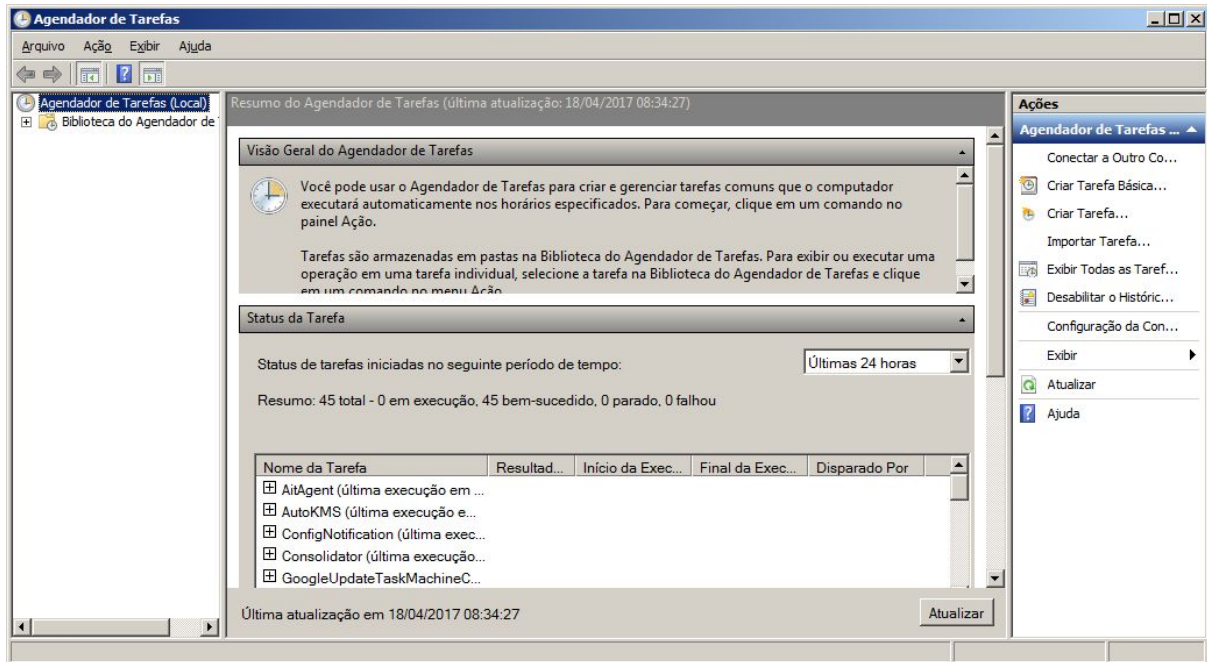 Agendador de Tarefas
Arquivo Ação Exibir Ajuda
Agendador de Tarefas (Local)
Biblioteca do Agendador de
Resumo do Agendador de Tarefas (última atualização: 18/04/2017 08:34:27)
Visão Geral do Agendador de Tarefas
Você pode usar o Agendador de Tarefas para criar e gerenciar tarefas comuns que o computador
executará automaticamente nos horários especificados. Para começar, clique em um comando no
painel Ação.
Tarefas são armazenadas em pastas na Biblioteca do Agendador de Tarefas. Para exibir ou executar uma
operação em uma tarefa individual, selecione a tarefa na Biblioteca do Agendador de Tarefas e clique
em um comando no menu Ação
Status da Tarefa
Status de tarefas iniciadas no seguinte período de tempo: Últimas 24 horas
Resumo: 45 total - 0 em execução, 45 bem-sucedido, 0 parado, 0 falhou
Nome da Tarefa Resultad... Início da Exec... Final da Exec... Disparado Por
AitAgent (última execução em ...
AutoKMS (última execução e...
ConfigNotification (última exec...
Consolidator (última execução...
GoogleUpdateTaskMachineC...
Última atualização em 18/04/2017 08:34:27 Atualizar
Ações
Agendador de Tarefas ...
Conectar a Outro Co...
Criar Tarefa Básica...
Criar Tarefa...
Importar Tarefa...
Exibir Todas as Taref...
Desabilitar o Históric...
Configuração da Con...
Exibir
Atualizar
Ajuda